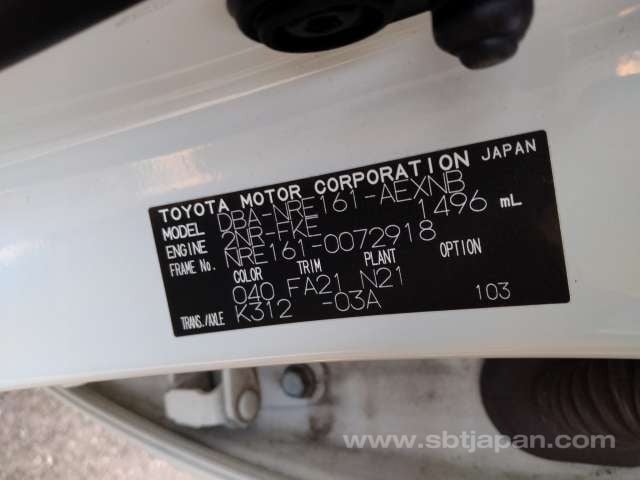 TOYOTA MOTOR CORPORATION JAPAN
MODEL DBA-NRE161-AEXNB
ENGINE 2NR-FKE 1496 mL
FRAME No. NRE161-0072918
COLOR TRIM PLANT OPTION
040 FA21 N21
TRANS./AXLE K312 -03A 103
www.sbtjapan.com